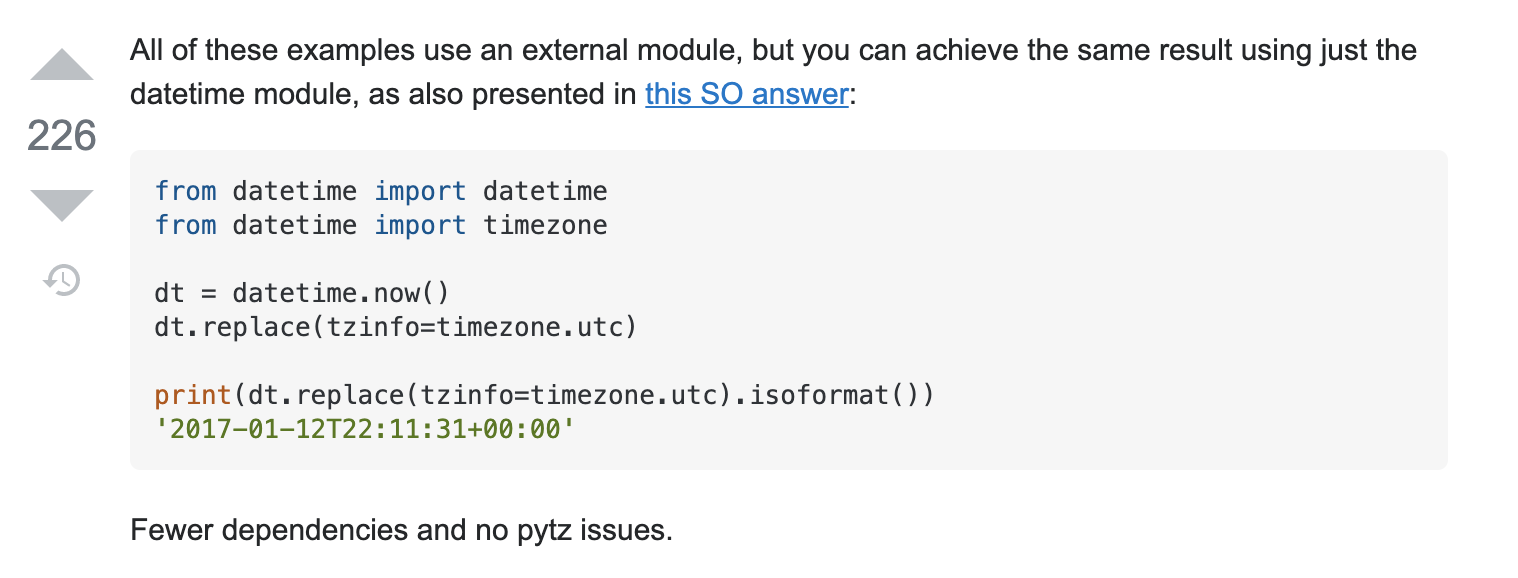 All of these examples use an external module, but you can achieve the same result using just the
datetime module, as also presented in this SO answer:
226
from datetime import datetime
from datetime import timezone
dt = datetime.now()
dt.replace(tzinfo=timezone.utc)
print(dt.replace(tzinfo=timezone.utc).isoformat())
'2017-01-12T22:11:31+00:00'
Fewer dependencies and no pytz issues.